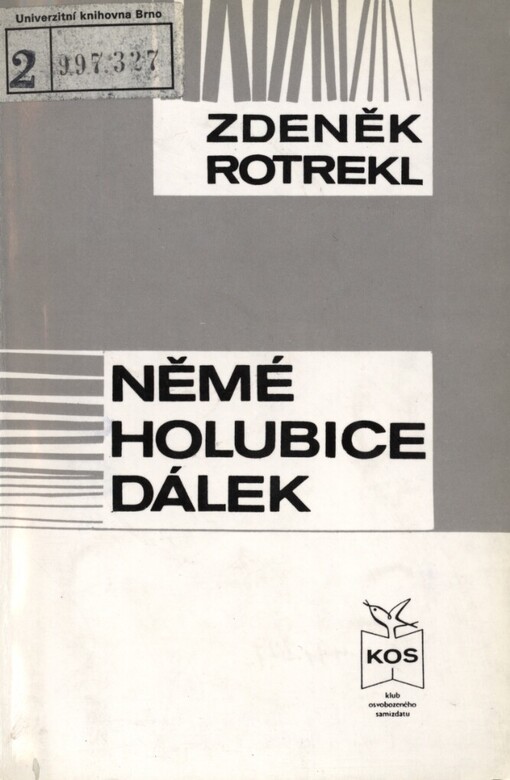 Univerzitní knihovna Brno
2 997.327
ZDENĚK
ROTREKL
NĚMÉ
HOLUBICE
DÁLEK
KOS
klub
osvobozeného
samizdatu